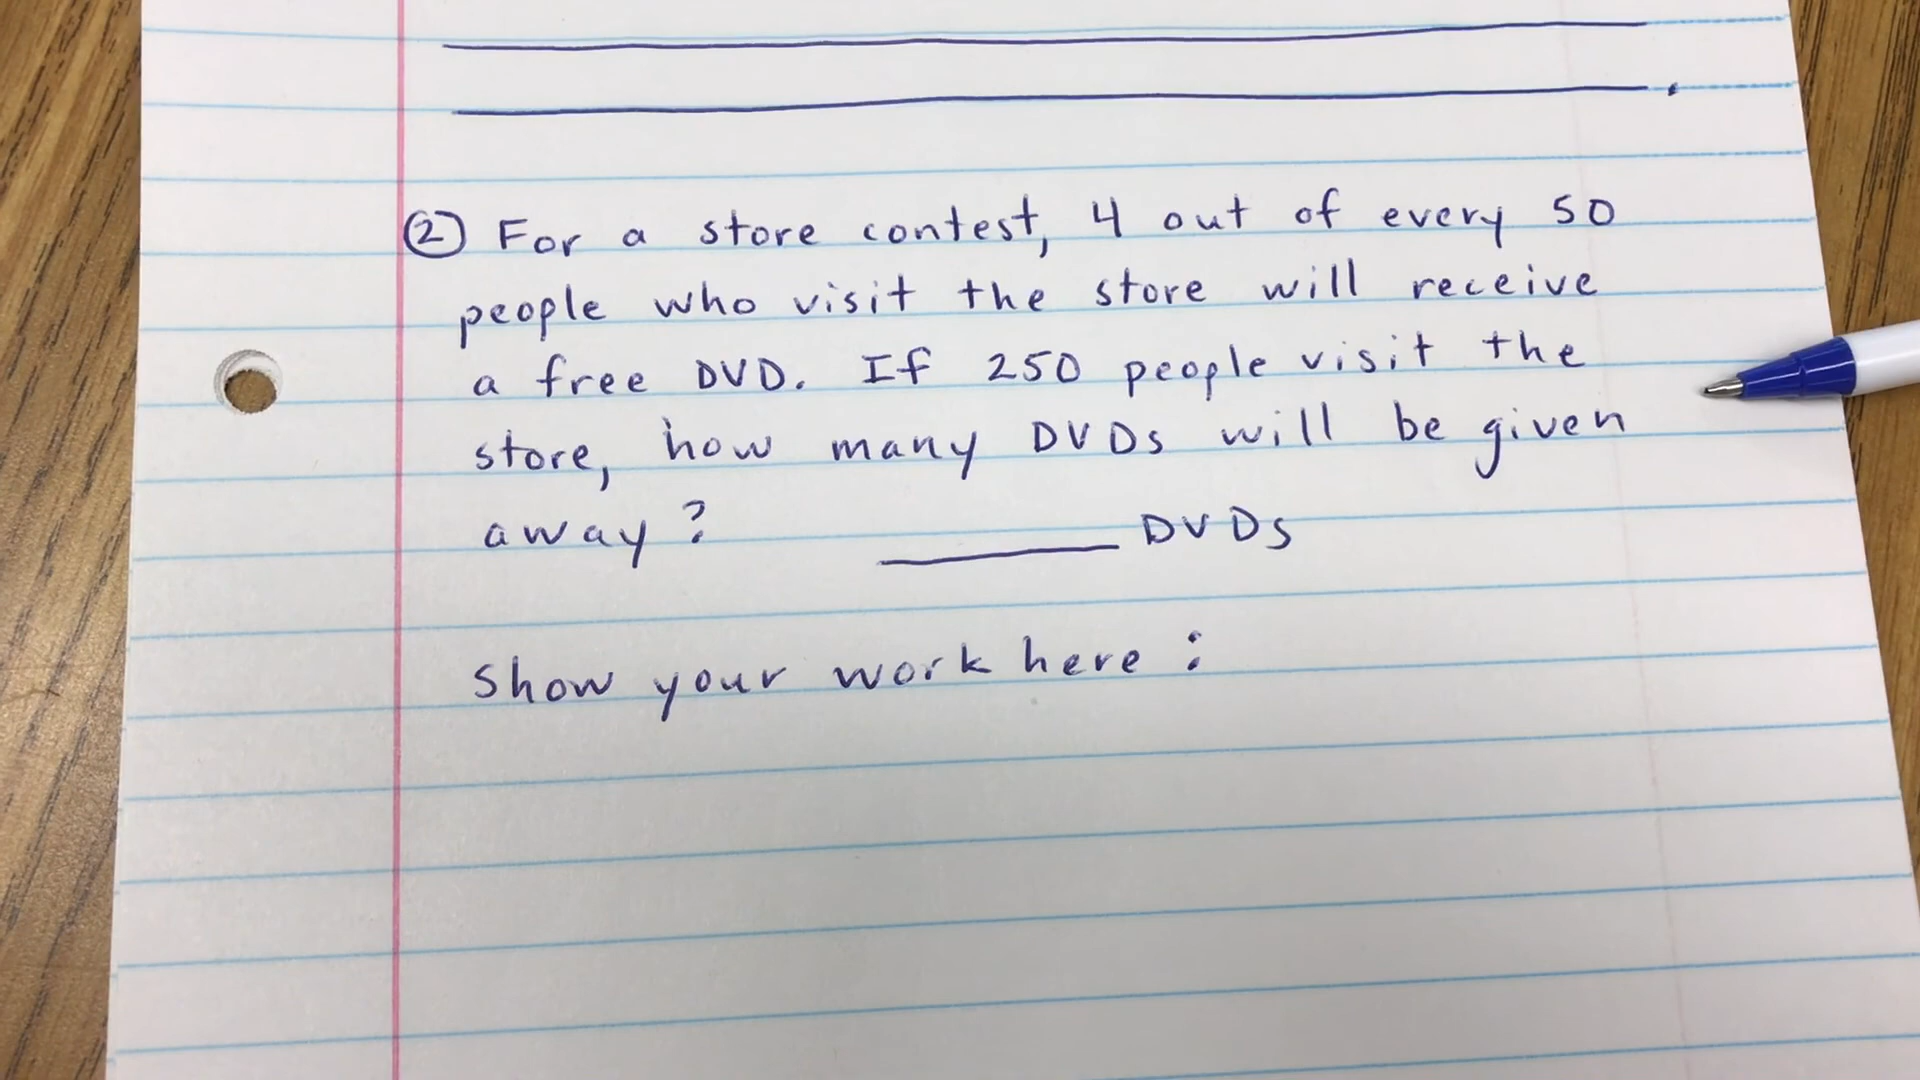 ② For a store contest, 4 out of every 50
people who visit the store will receive
a free DVD. If 250 people visit the
store, how many DVDs will be given
away? ______ DVDs
Show your work here: